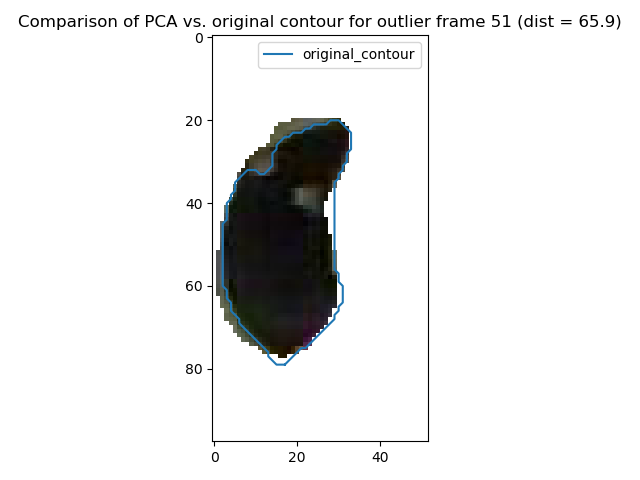 Comparison of PCA vs. original contour for outlier frame 51 (dist = 65.9)
original_contour
0
20
40
60
80
0 20 40